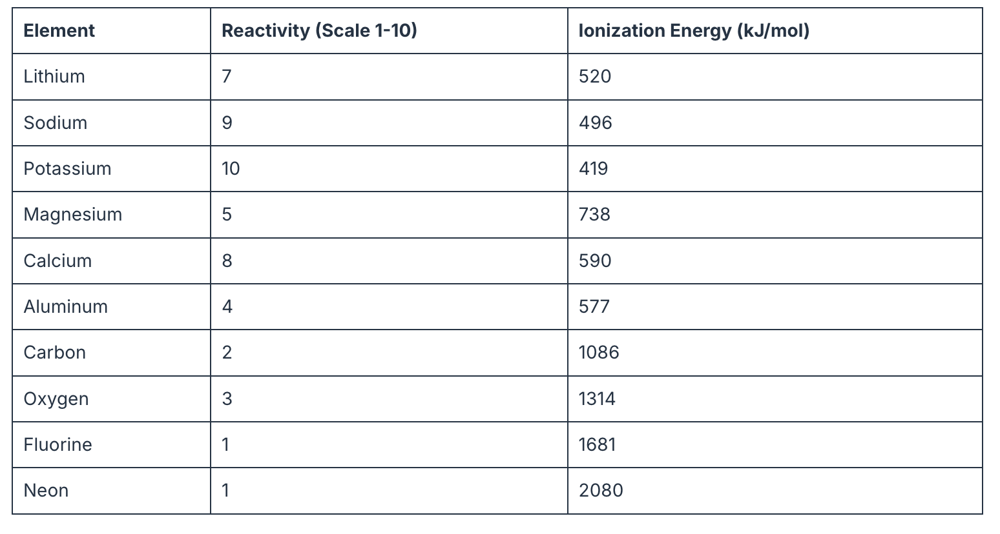 Element Reactivity (Scale 1-10) Ionization Energy (kJ/mol)
Lithium 7 520
Sodium 9 496
Potassium 10 419
Magnesium 5 738
Calcium 8 590
Aluminum 4 577
Carbon 2 1086
Oxygen 3 1314
Fluorine 1 1681
Neon 1 2080